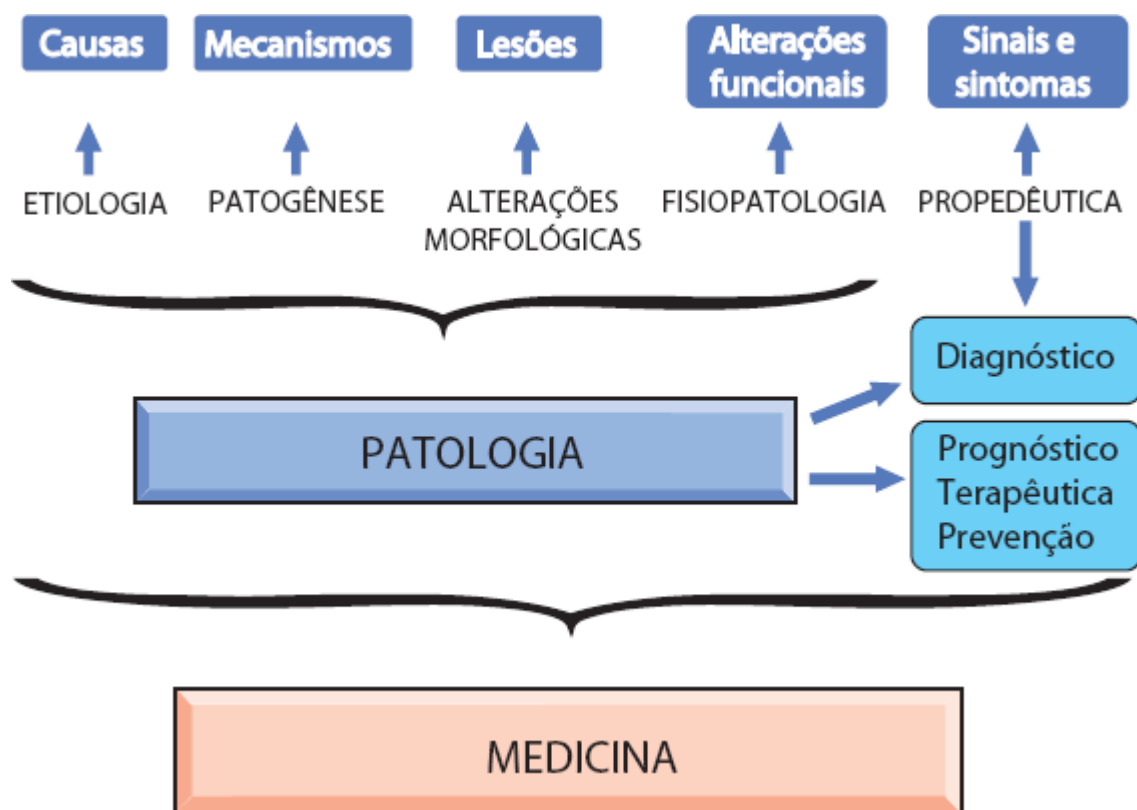 Causas
Mecanismos
Lesões
Alterações
funcionais
Sinais e
sintomas
ETIOLOGIA
PATOGÊNESE
ALTERAÇÕES
MORFOLÓGICAS
FISIOPATOLOGIA
PROPEDÊUTICA
Diagnóstico
PATOLOGIA
Prognóstico
Terapêutica
Prevenção
MEDICINA